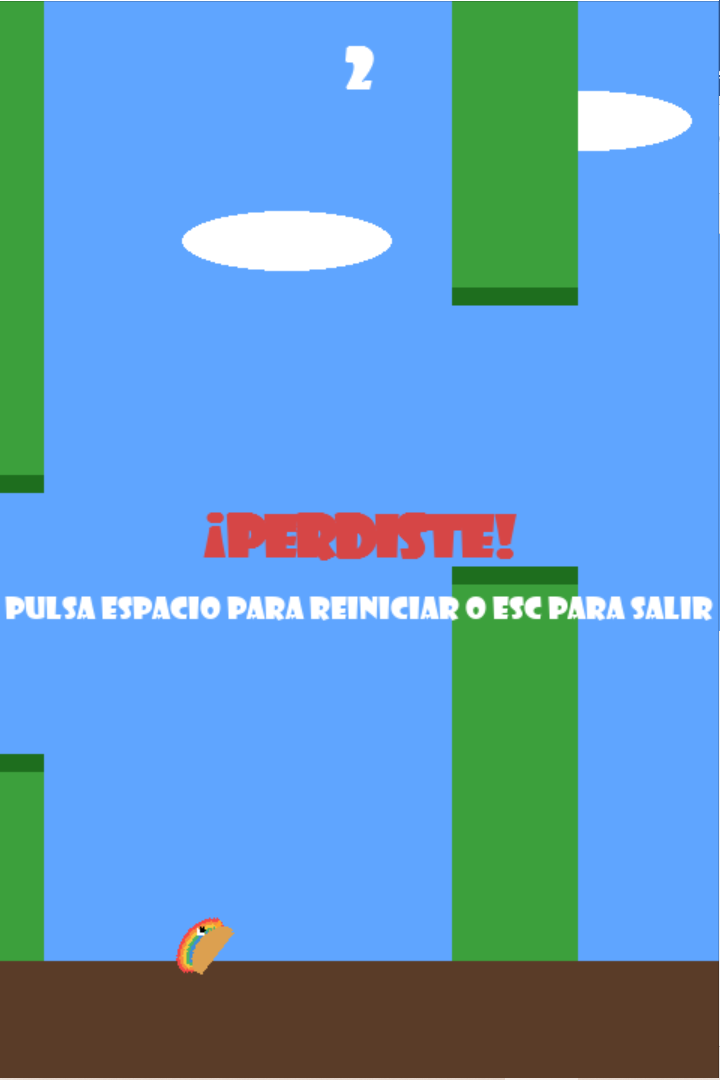 2
¡PERDISTE!
PULSA ESPACIO PARA REINICIAR O ESC PARA SALIR